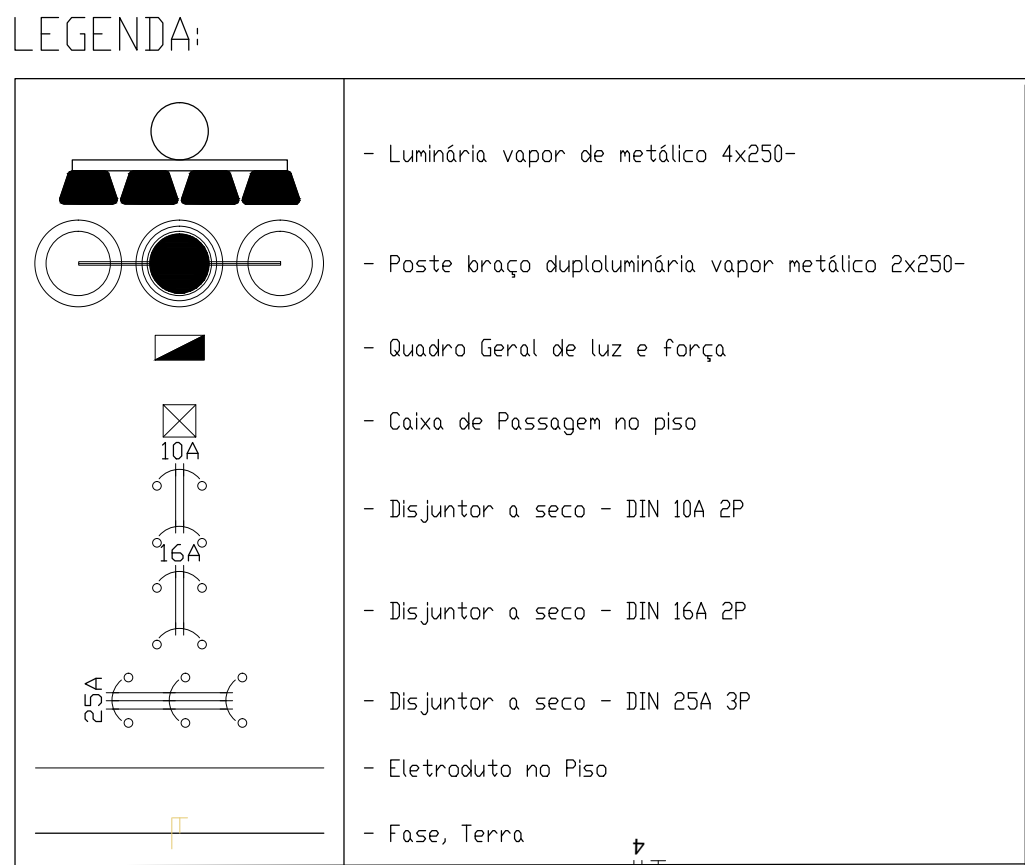 LEGENDA:
- Luminária vapor de metálico 4x250-
- Poste braço duploluminária vapor metálico 2x250-
- Quadro Geral de luz e força
- Caixa de Passagem no piso
10A
- Disjuntor a seco - DIN 10A 2P
16A
- Disjuntor a seco - DIN 16A 2P
25A
- Disjuntor a seco - DIN 25A 3P
- Eletroduto no Piso
- Fase, Terra
4